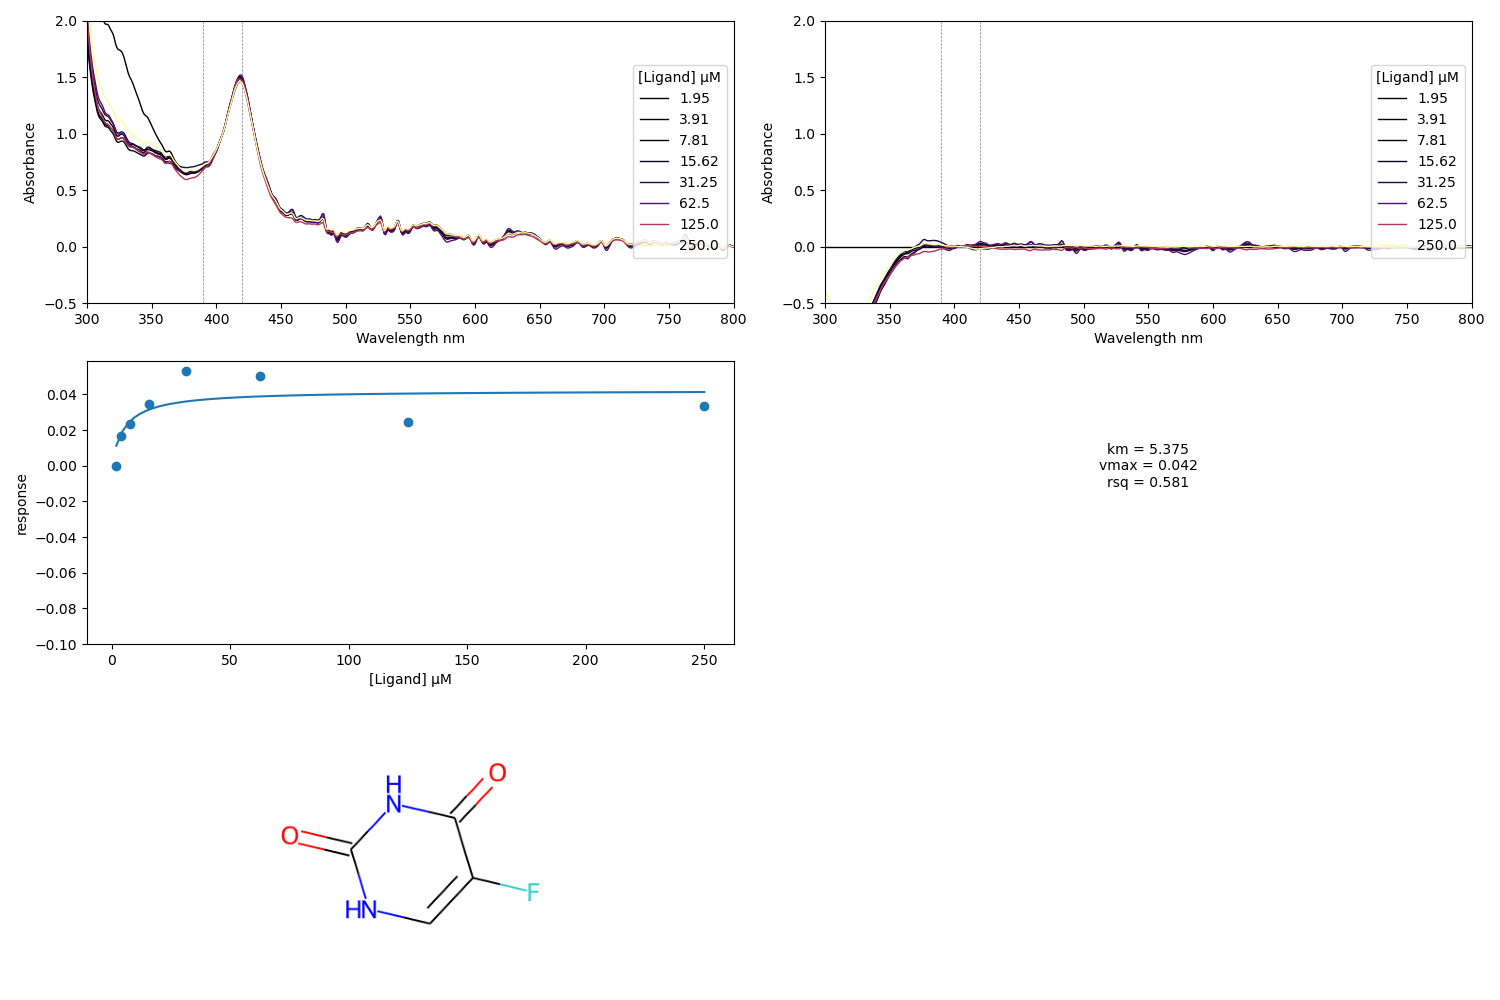 2.0
1.5
1.0
0.5
0.0
−0.5
Absorbance
300 350 400 450 500 550 600 650 700 750 800
Wavelength nm
[Ligand] µM
1.95
3.91
7.81
15.62
31.25
62.5
125.0
250.0
2.0
1.5
1.0
0.5
0.0
−0.5
Absorbance
300 350 400 450 500 550 600 650 700 750 800
Wavelength nm
[Ligand] µM
1.95
3.91
7.81
15.62
31.25
62.5
125.0
250.0
0.04
0.02
0.00
−0.02
−0.04
−0.06
−0.08
−0.10
response
0 50 100 150 200 250
[Ligand] µM
km = 5.375
vmax = 0.042
rsq = 0.581
O
H
N
O
F
HN